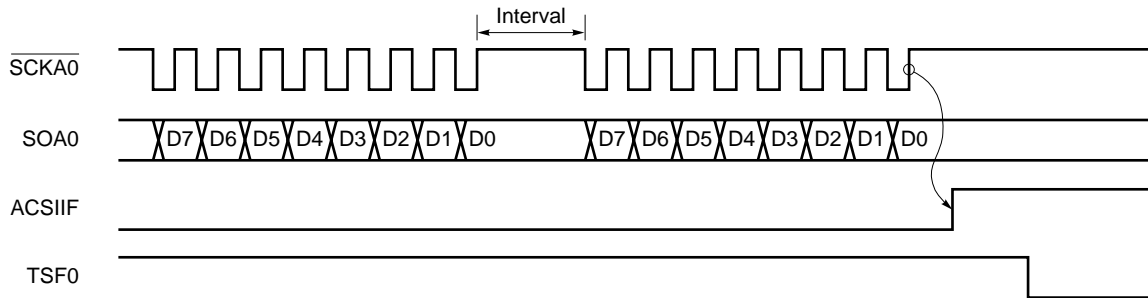 Interval
SCKA0
SOA0 D7 D6 D5 D4 D3 D2 D1 D0 D7 D6 D5 D4 D3 D2 D1 D0
ACSIIF
TSF0